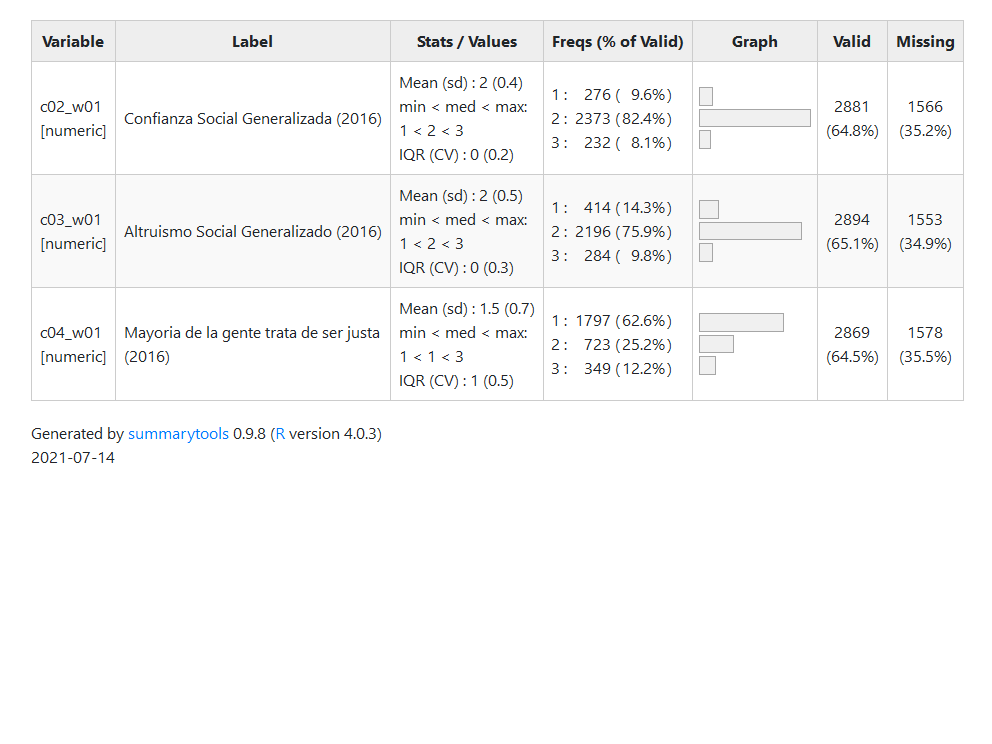 Variable Label Stats / Values Freqs (% of Valid) Graph Valid Missing
c02_w01
[numeric]
Confianza Social Generalizada (2016)
Mean (sd) : 2 (0.4)
min < med < max:
1 < 2 < 3
IQR (CV) : 0 (0.2)
1 : 276 ( 9.6%)
2 : 2373 (82.4%)
3 : 232 ( 8.1%)
2881
(64.8%)
1566
(35.2%)
c03_w01
[numeric]
Altruismo Social Generalizado (2016)
Mean (sd) : 2 (0.5)
min < med < max:
1 < 2 < 3
IQR (CV) : 0 (0.3)
1 : 414 (14.3%)
2 : 2196 (75.9%)
3 : 284 ( 9.8%)
2894
(65.1%)
1553
(34.9%)
c04_w01
[numeric]
Mayoria de la gente trata de ser justa
(2016)
Mean (sd) : 1.5 (0.7)
min < med < max:
1 < 1 < 3
IQR (CV) : 1 (0.5)
1 : 1797 (62.6%)
2 : 723 (25.2%)
3 : 349 (12.2%)
2869
(64.5%)
1578
(35.5%)
Generated by summarytools 0.9.8 (R version 4.0.3)
2021-07-14